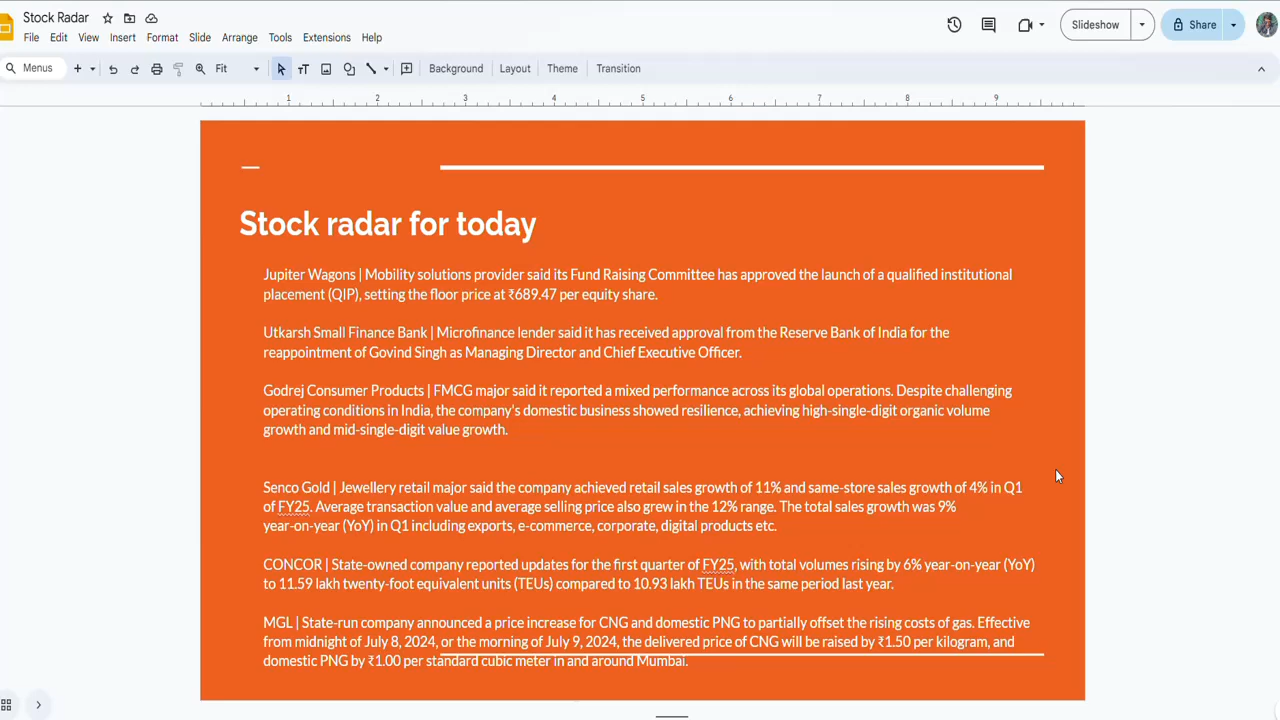 Stock Radar
File Edit View Insert Format Slide Arrange Tools Extensions Help
Slideshow
Share
Menus
Fit
Background Layout Theme Transition
1 2 3 4 5 6 7 8 9
Stock radar for today
Jupiter Wagons | Mobility solutions provider said its Fund Raising Committee has approved the launch of a qualified institutional
placement (QIP), setting the floor price at ₹689.47 per equity share.
Utkarsh Small Finance Bank | Microfinance lender said it has received approval from the Reserve Bank of India for the
reappointment of Govind Singh as Managing Director and Chief Executive Officer.
Godrej Consumer Products | FMCG major said it reported a mixed performance across its global operations. Despite challenging
operating conditions in India, the company's domestic business showed resilience, achieving high-single-digit organic volume
growth and mid-single-digit value growth.
Senco Gold | Jewellery retail major said the company achieved retail sales growth of 11% and same-store sales growth of 4% in Q1
of FY25. Average transaction value and average selling price also grew in the 12% range. The total sales growth was 9%
year-on-year (YoY) in Q1 including exports, e-commerce, corporate, digital products etc.
CONCOR | State-owned company reported updates for the first quarter of FY25, with total volumes rising by 6% year-on-year (YoY)
to 11.59 lakh twenty-foot equivalent units (TEUs) compared to 10.93 lakh TEUs in the same period last year.
MGL | State-run company announced a price increase for CNG and domestic PNG to partially offset the rising costs of gas. Effective
from midnight of July 8, 2024, or the morning of July 9, 2024, the delivered price of CNG will be raised by ₹1.50 per kilogram, and
domestic PNG by ₹1.00 per standard cubic meter in and around Mumbai.